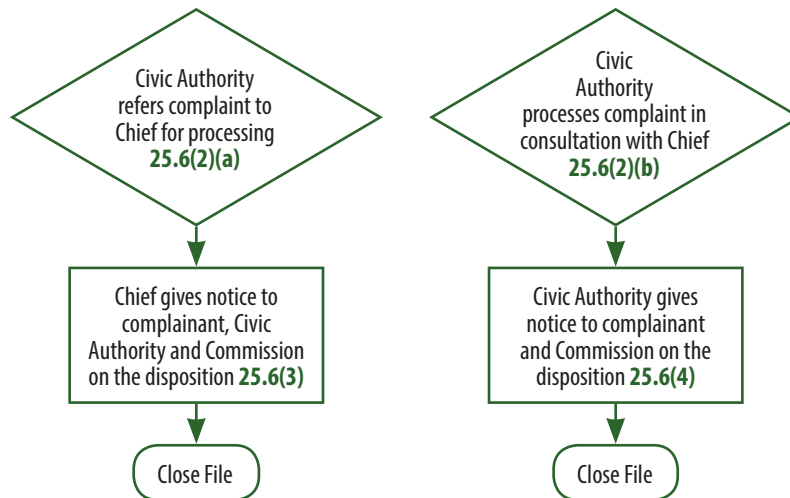 Civic Authority
refers complaint to
Chief for processing
25.6(2)(a)
Chief gives notice to
complainant, Civic
Authority and Commission
on the disposition 25.6(3)
Close File
Civic
Authority
processes complaint in
consultation with Chief
25.6(2)(b)
Civic Authority gives
notice to complainant
and Commission on the
disposition 25.6(4)
Close File